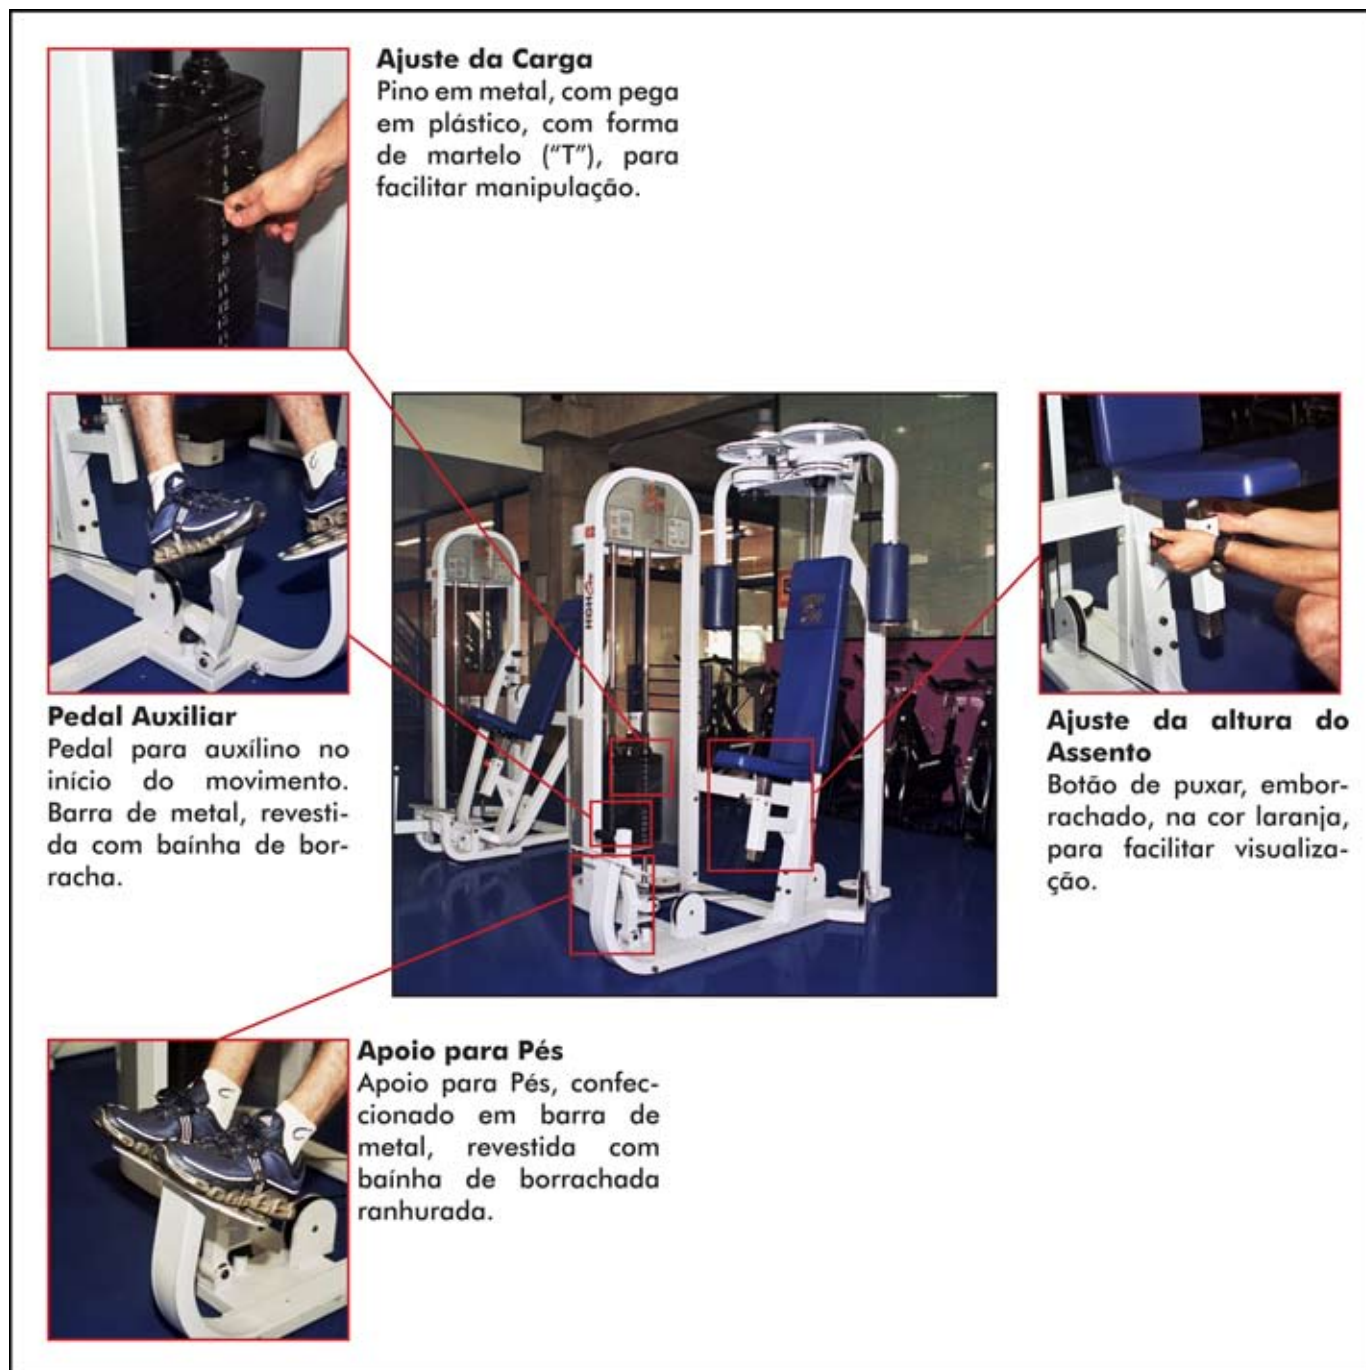 Ajuste da Carga
Pino em metal, com pega
em plástico, com forma
de martelo (“T”), para
facilitar manipulação.
Pedal Auxiliar
Pedal para auxílino no
início do movimento.
Barra de metal, revesti-
da com baínha de bor-
racha.
Ajuste da altura do
Assento
Botão de puxar, embor-
rachado, na cor laranja,
para facilitar visualiza-
ção.
Apoio para Pés
Apoio para Pés, confec-
cionado em barra de
metal, revestida com
baínha de borrachada
ranhurada.